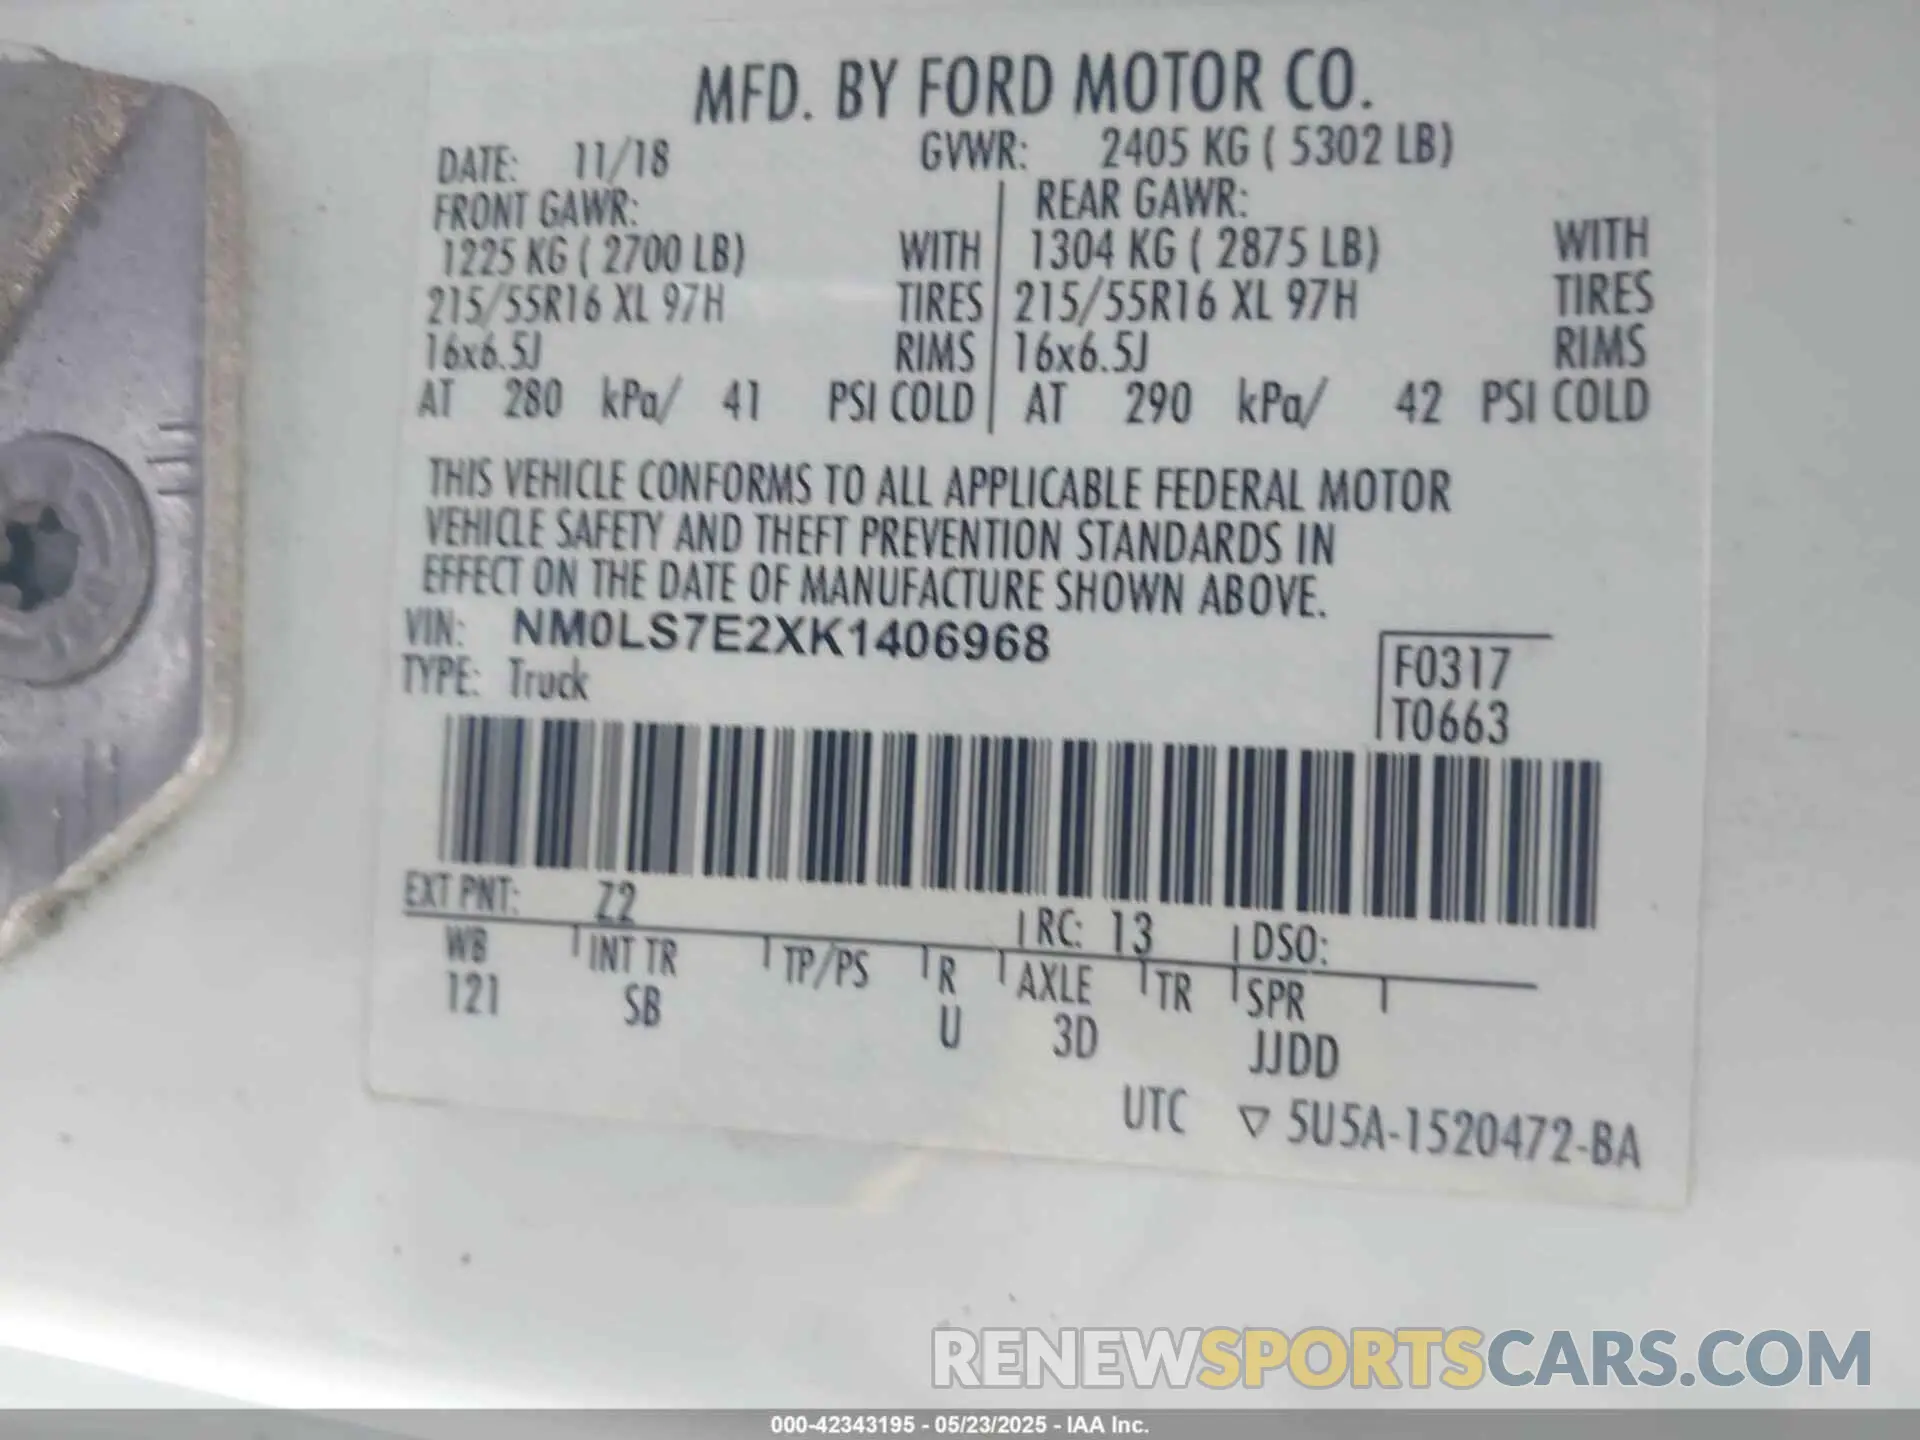 MFD. BY FORD MOTOR CO.
DATE: 11/18 GVWR: 2405 KG ( 5302 LB)
FRONT GAWR: REAR GAWR:
1225 KG ( 2700 LB) WITH 1304 KG ( 2875 LB) WITH
215/55R16 XL 97H TIRES 215/55R16 XL 97H TIRES
16x6.5J RIMS 16x6.5J RIMS
AT 280 kPa/ 41 PSI COLD AT 290 kPa/ 42 PSI COLD
THIS VEHICLE CONFORMS TO ALL APPLICABLE FEDERAL MOTOR
VEHICLE SAFETY AND THEFT PREVENTION STANDARDS IN
EFFECT ON THE DATE OF MANUFACTURE SHOWN ABOVE.
VIN: NM0LS7E2XK1406968
TYPE: Truck
F0317
T0663
EXT PNT: Z2 RC: 13 DSO:
WB INT TR TP/PS R AXLE TR SPR
121 SB U 3D JJDD
UTC ▽ 5U5A-1520472-BA
RENEWSPORTSCARS.COM
000-42343195 - 05/23/2025 - IAA Inc.